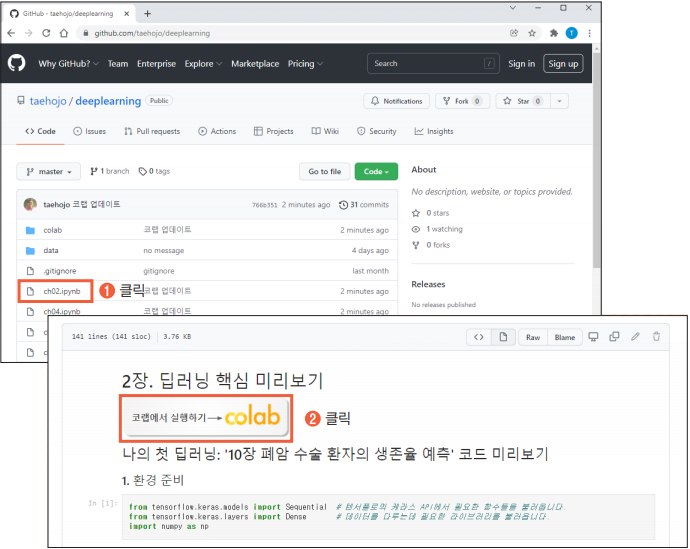 GitHub - taehojo/deeplearning
github.com/taehojo/deeplearning
T
Why GitHub? Team Enterprise Explore Marketplace Pricing Search / Sign in Sign up
taehojo / deeplearning Public
Notifications Fork 0 Star 0
Code Issues Pull requests Actions Projects Wiki Security Insights
master 1 branch 0 tags Go to file Code
About
No description, website, or topics provided.
taehojo 코랩 업데이트 766b351 2 minutes ago 31 commits
0 stars
colab 코랩 업데이트 2 minutes ago
1 watching
data no message 4 days ago
0 forks
.gitignore gitignore last month
Releases
ch02.ipynb 1 클릭 코랩 업데이트 2 minutes ago
No releases published
ch04.ipynb 코랩 업데이트 2 minutes ago
141 lines (141 sloc) 3.76 KB Raw Blame
2장. 딥러닝 핵심 미리보기
코랩에서 실행하기→ colab 2 클릭
나의 첫 딥러닝: '10장 폐암 수술 환자의 생존율 예측' 코드 미리보기
1. 환경 준비
In [1]:
from tensorflow.keras.models import Sequential # 텐서플로의 케라스 API에서 필요한 함수들을 불러옵니다.
from tensorflow.keras.layers import Dense # 데이터를 다루는데 필요한 라이브러리를 불러옵니다.
import numpy as np